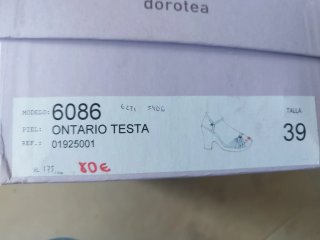 dorotea
MODELO: 6086
PIEL: ONTARIO TESTA
REF.: 01925001
TALLA
39
80€